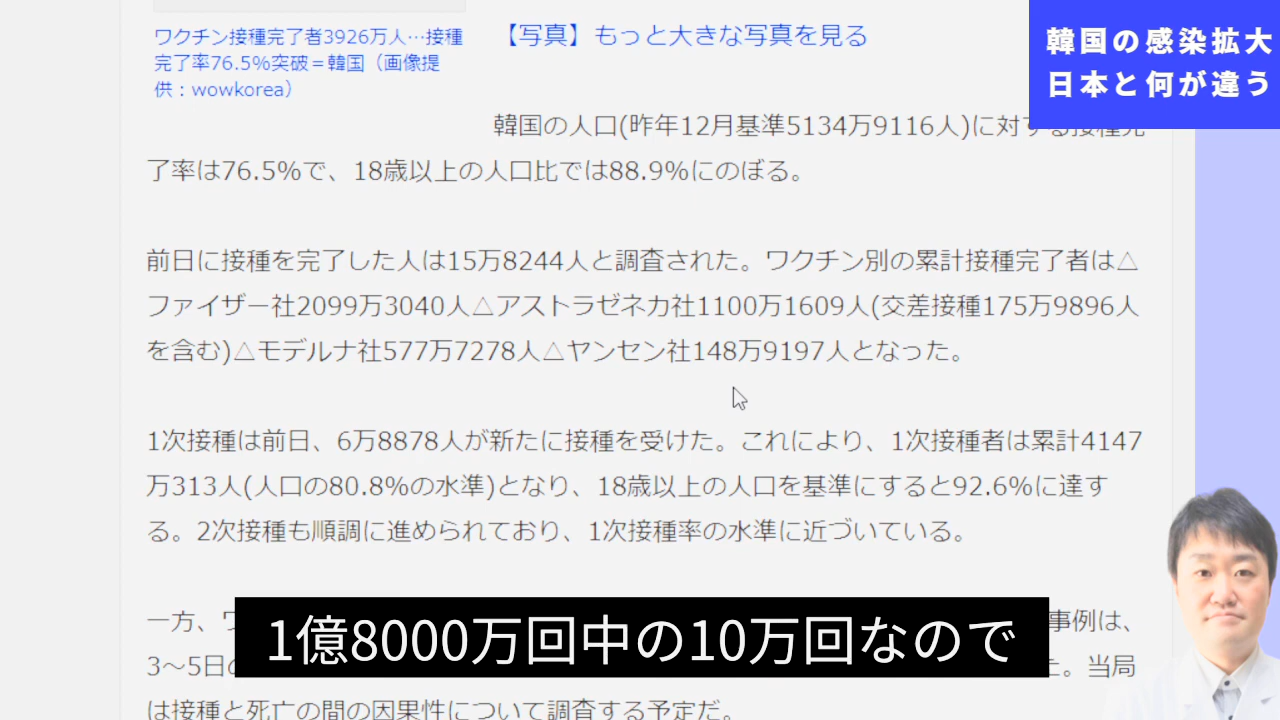 ワクチン接種完了者3926万人…接種
完了率76.5%突破＝韓国（画像提
供：wowkorea）
【写真】もっと大きな写真を見る
韓国の感染拡大
日本と何が違う
韓国の人口(昨年12月基準5134万9116人)に対する接種完
了率は76.5%で、18歳以上の人口比では88.9%にのぼる。
前日に接種を完了した人は15万8244人と調査された。ワクチン別の累計接種完了者は△
ファイザー社2099万3040人△アストラゼネカ社1100万1609人(交差接種175万9896人
を含む)△モデルナ社577万7278人△ヤンセン社148万9197人となった。
1次接種は前日、6万8878人が新たに接種を受けた。これにより、1次接種者は累計4147
万313人(人口の80.8%の水準)となり、18歳以上の人口を基準にすると92.6%に達す
る。2次接種も順調に進められており、1次接種率の水準に近づいている。
一方、ワ 事例は、
1億8000万回中の10万回なので
3〜5日の た。当局
は接種と死亡の間の因果性について調査する予定だ。